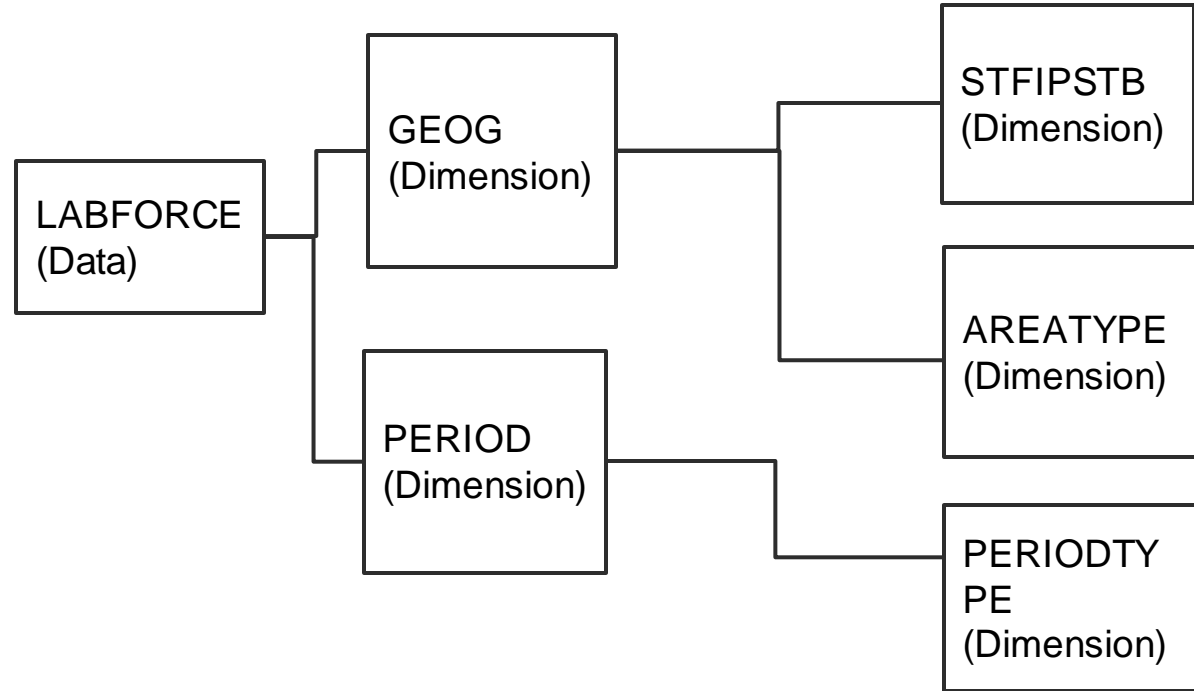 LABFORCE
(Data)
GEOG
(Dimension)
PERIOD
(Dimension)
STFIPSTB
(Dimension)
AREATYPE
(Dimension)
PERIODTY
PE
(Dimension)